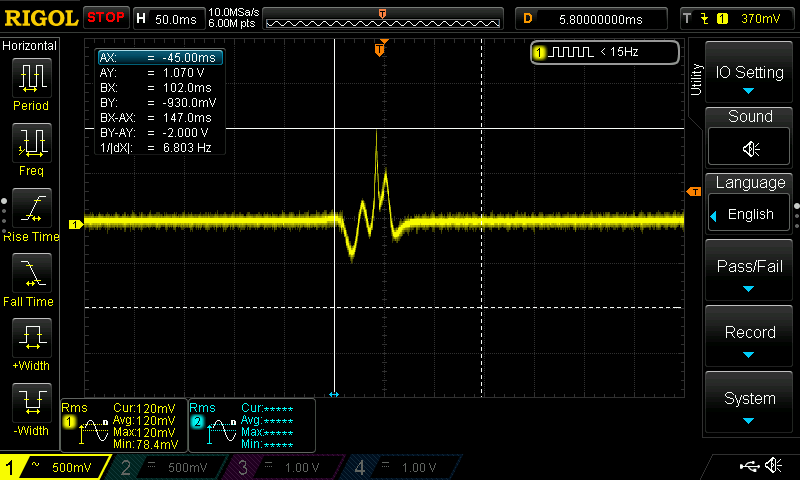 RIGOL STOP H 50.0ms 10.0MSa/s 6.00M pts T D 5.80000000ms T 1 370mV
Horizontal
Period
Freq
Rise Time
Fall Time
+Width
-Width
AX: = -45.00ms
AY: = 1.070 V
BX: = 102.0ms
BY: = -930.0mV
BX-AX: = 147.0ms
BY-AY: = -2.000 V
1/|dX|: = 6.803 Hz
T
1 < 15Hz
1
T
Utility
IO Setting
Sound
Language
English
Pass/Fail
Record
System
Rms 1
Cur: 120mV
Avg: 120mV
Max: 120mV
Min: 78.4mV
Rms 2
Cur: *****
Avg: *****
Max: *****
Min: *****
1 ~ 500mV
2 500mV
3 1.00 V
4 1.00 V